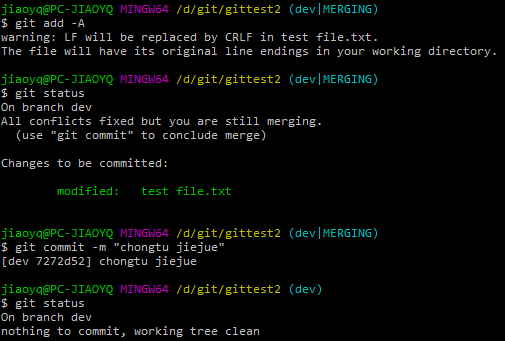 jiaoyq@PC-JIAOYQ MINGW64 /d/git/gittest2 (dev|MERGING)
$ git add -A
warning: LF will be replaced by CRLF in test file.txt.
The file will have its original line endings in your working directory.
jiaoyq@PC-JIAOYQ MINGW64 /d/git/gittest2 (dev|MERGING)
$ git status
On branch dev
All conflicts fixed but you are still merging.
  (use "git commit" to conclude merge)
Changes to be committed:
        modified:   test file.txt
jiaoyq@PC-JIAOYQ MINGW64 /d/git/gittest2 (dev|MERGING)
$ git commit -m "chongtu jiejue"
[dev 7272d52] chongtu jiejue
jiaoyq@PC-JIAOYQ MINGW64 /d/git/gittest2 (dev)
$ git status
On branch dev
nothing to commit, working tree clean